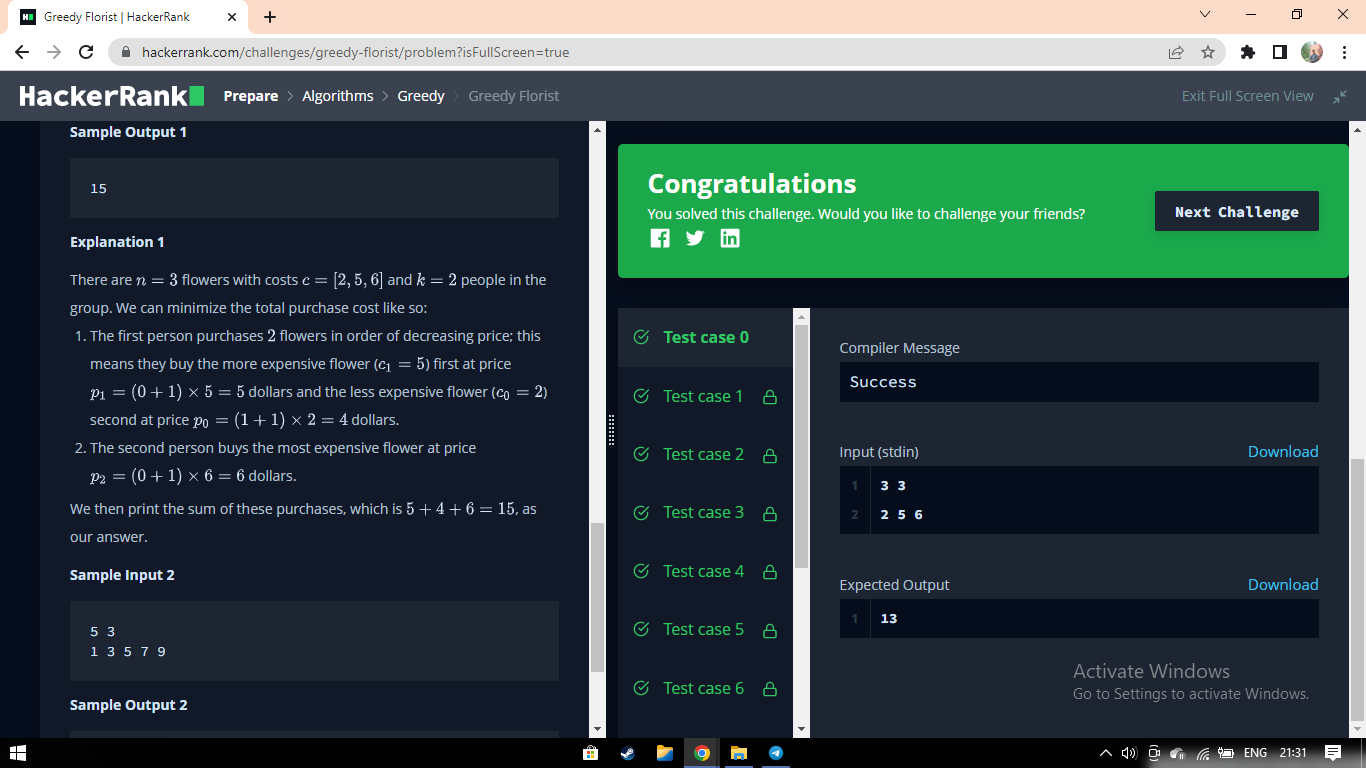 Greedy Florist | HackerRank
hackerrank.com/challenges/greedy-florist/problem?isFullScreen=true
HackerRank
Prepare > Algorithms > Greedy > Greedy Florist
Exit Full Screen View
Sample Output 1
15
Explanation 1
There are n = 3 flowers with costs c = [2, 5, 6] and k = 2 people in the
group. We can minimize the total purchase cost like so:
1. The first person purchases 2 flowers in order of decreasing price; this
means they buy the more expensive flower (c₁ = 5) first at price
p₁ = (0 + 1) × 5 = 5 dollars and the less expensive flower (c₀ = 2)
second at price p₀ = (1 + 1) × 2 = 4 dollars.
2. The second person buys the most expensive flower at price
p₂ = (0 + 1) × 6 = 6 dollars.
We then print the sum of these purchases, which is 5 + 4 + 6 = 15, as
our answer.
Sample Input 2
5 3
1 3 5 7 9
Sample Output 2
Congratulations
You solved this challenge. Would you like to challenge your friends?
Next Challenge
Test case 0
Test case 1
Test case 2
Test case 3
Test case 4
Test case 5
Test case 6
Compiler Message
Success
Input (stdin)
Download
1 3 3
2 2 5 6
Expected Output
Download
1 13
Activate Windows
Go to Settings to activate Windows.
ENG 21:31